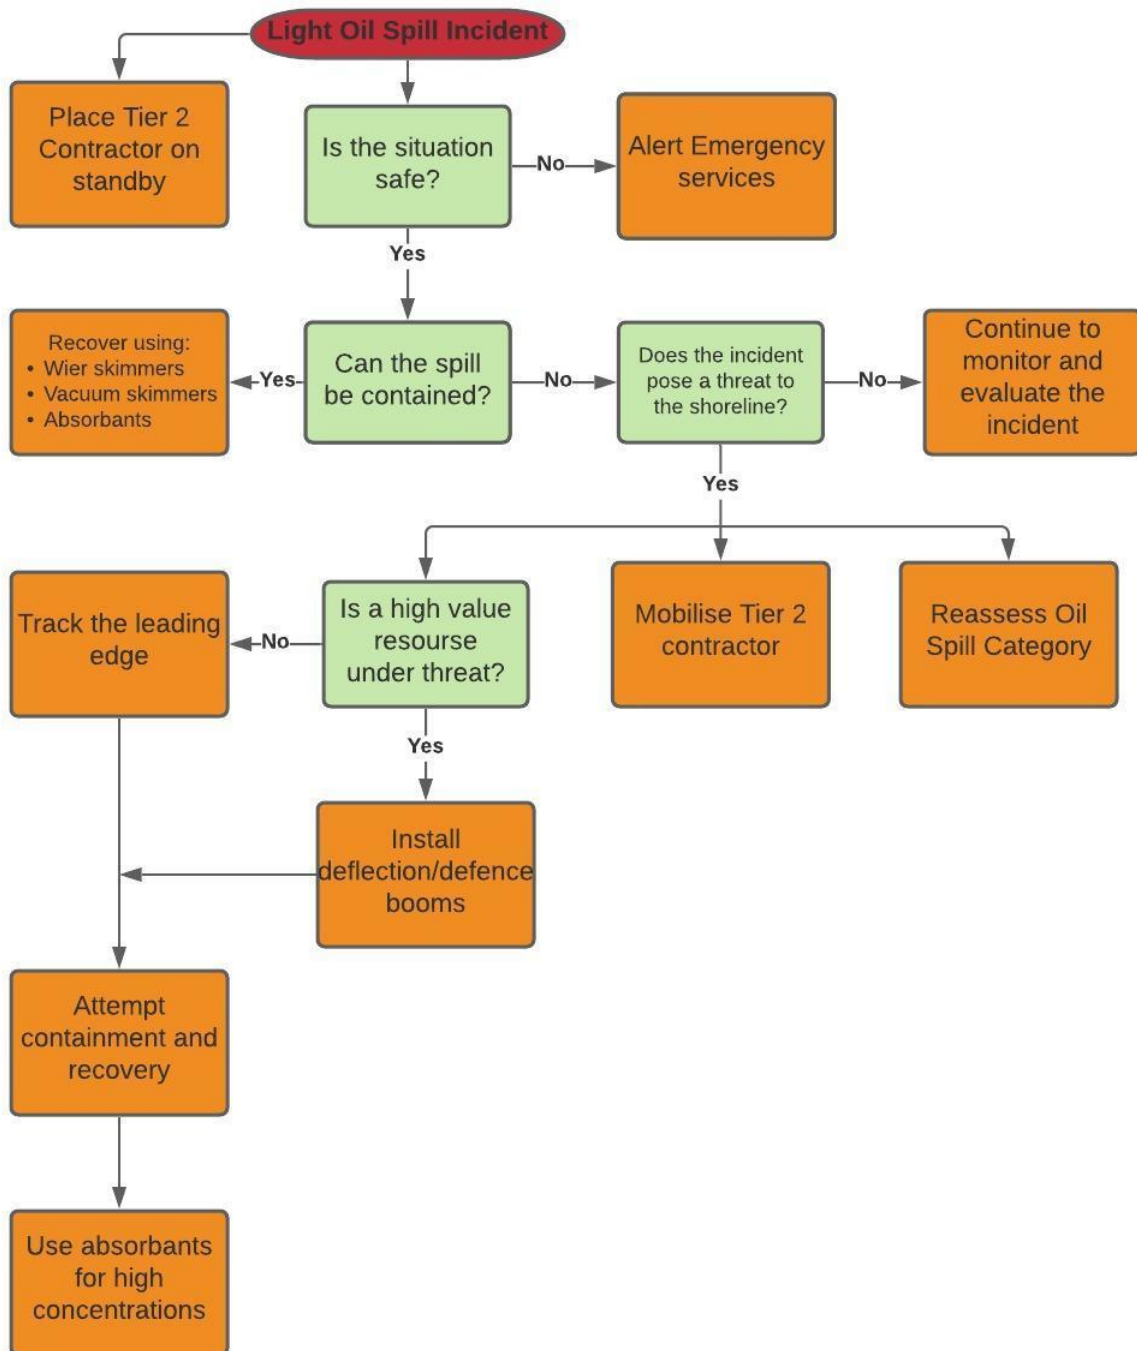 Light Oil Spill Incident
Place Tier 2
Contractor on
standby
Is the situation
safe?
No
Alert Emergency
services
Yes
Recover using:
• Wier skimmers
• Vacuum skimmers
• Absorbants
Yes
Can the spill
be contained?
No
Does the incident
pose a threat to
the shoreline?
No
Continue to
monitor and
evaluate the
incident
Yes
Track the leading
edge
No
Is a high value
resourse
under threat?
Mobilise Tier 2
contractor
Reassess Oil
Spill Category
Yes
Install
deflection/defence
booms
Attempt
containment and
recovery
Use absorbants
for high
concentrations